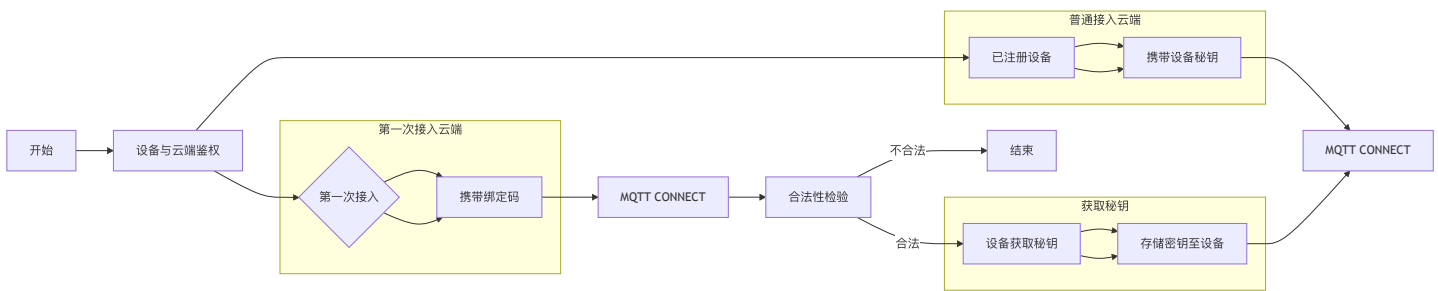 开始
设备与云端鉴权
第一次接入云端
第一次接入
携带绑定码
MQTT CONNECT
合法性检验
不合法
结束
合法
获取秘钥
设备获取秘钥
存储密钥至设备
普通接入云端
已注册设备
携带设备秘钥
MQTT CONNECT